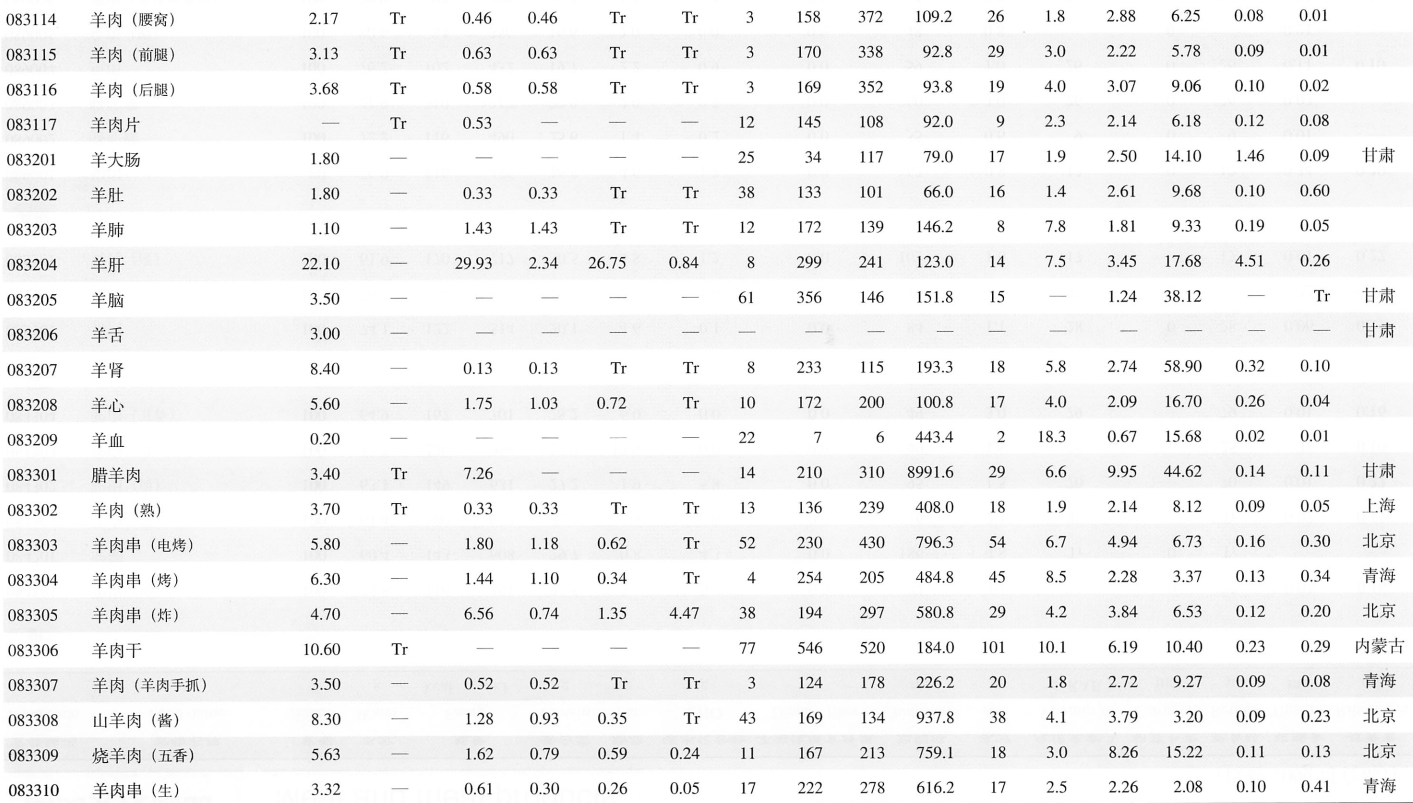 083114 羊肉（腰窝） 2.17 Tr 0.46 0.46 Tr Tr 3 158 372 109.2 26 1.8 2.88 6.25 0.08 0.01
083115 羊肉（前腿） 3.13 Tr 0.63 0.63 Tr Tr 3 170 338 92.8 29 3.0 2.22 5.78 0.09 0.01
083116 羊肉（后腿） 3.68 Tr 0.58 0.58 Tr Tr 3 169 352 93.8 19 4.0 3.07 9.06 0.10 0.02
083117 羊肉片 — Tr 0.53 — — — 12 145 108 92.0 9 2.3 2.14 6.18 0.12 0.08
083201 羊大肠 1.80 — — — — — 25 34 117 79.0 17 1.9 2.50 14.10 1.46 0.09 甘肃
083202 羊肚 1.80 — 0.33 0.33 Tr Tr 38 133 101 66.0 16 1.4 2.61 9.68 0.10 0.60
083203 羊肺 1.10 — 1.43 1.43 Tr Tr 12 172 139 146.2 8 7.8 1.81 9.33 0.19 0.05
083204 羊肝 22.10 — 29.93 2.34 26.75 0.84 8 299 241 123.0 14 7.5 3.45 17.68 4.51 0.26
083205 羊脑 3.50 — — — — — 61 356 146 151.8 15 — 1.24 38.12 — Tr 甘肃
083206 羊舌 3.00 — — — — — — — — — — — — — — — 甘肃
083207 羊肾 8.40 — 0.13 0.13 Tr Tr 8 233 115 193.3 18 5.8 2.74 58.90 0.32 0.10
083208 羊心 5.60 — 1.75 1.03 0.72 Tr 10 172 200 100.8 17 4.0 2.09 16.70 0.26 0.04
083209 羊血 0.20 — — — — — 22 7 6 443.4 2 18.3 0.67 15.68 0.02 0.01
083301 腊羊肉 3.40 Tr 7.26 — — — 14 210 310 8991.6 29 6.6 9.95 44.62 0.14 0.11 甘肃
083302 羊肉（熟） 3.70 Tr 0.33 0.33 Tr Tr 13 136 239 408.0 18 1.9 2.14 8.12 0.09 0.05 上海
083303 羊肉串（电烤） 5.80 — 1.80 1.18 0.62 Tr 52 230 430 796.3 54 6.7 4.94 6.73 0.16 0.30 北京
083304 羊肉串（烤） 6.30 — 1.44 1.10 0.34 Tr 4 254 205 484.8 45 8.5 2.28 3.37 0.13 0.34 青海
083305 羊肉串（炸） 4.70 — 6.56 0.74 1.35 4.47 38 194 297 580.8 29 4.2 3.84 6.53 0.12 0.20 北京
083306 羊肉干 10.60 Tr — — — — 77 546 520 184.0 101 10.1 6.19 10.40 0.23 0.29 内蒙古
083307 羊肉（羊肉手抓） 3.50 — 0.52 0.52 Tr Tr 3 124 178 226.2 20 1.8 2.72 9.27 0.09 0.08 青海
083308 山羊肉（酱） 8.30 — 1.28 0.93 0.35 Tr 43 169 134 937.8 38 4.1 3.79 3.20 0.09 0.23 北京
083309 烧羊肉（五香） 5.63 — 1.62 0.79 0.59 0.24 11 167 213 759.1 18 3.0 8.26 15.22 0.11 0.13 北京
083310 羊肉串（生） 3.32 — 0.61 0.30 0.26 0.05 17 222 278 616.2 17 2.5 2.26 2.08 0.10 0.41 青海